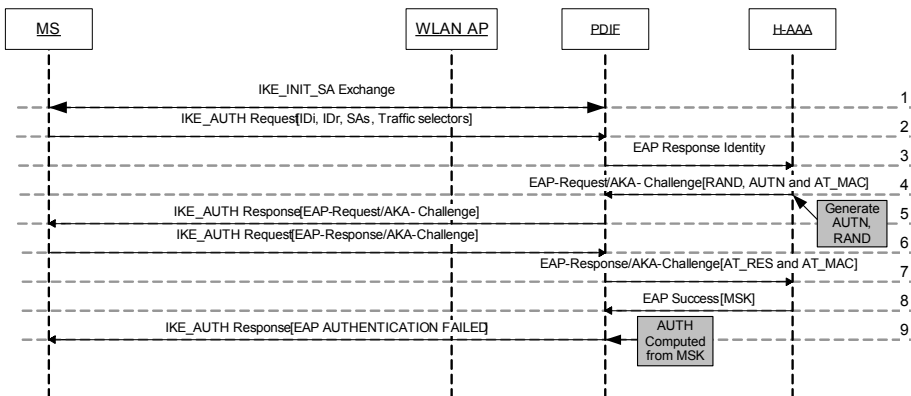 MS
WLAN AP
PDIF
H-AAA
IKE_INIT_SA Exchange
1
IKE_AUTH Request[IDi, IDr, SAs, Traffic selectors]
2
EAP Response Identity
3
EAP-Request/AKA- Challenge[RAND, AUTN and AT_MAC]
4
Generate
AUTN,
RAND
IKE_AUTH Response[EAP-Request/AKA- Challenge]
5
IKE_AUTH Request[EAP-Response/AKA-Challenge]
6
EAP-Response/AKA-Challenge[AT_RES and AT_MAC]
7
EAP Success[MSK]
8
IKE_AUTH Response[EAP AUTHENTICATION FAILED]
9
AUTH
Computed
from MSK